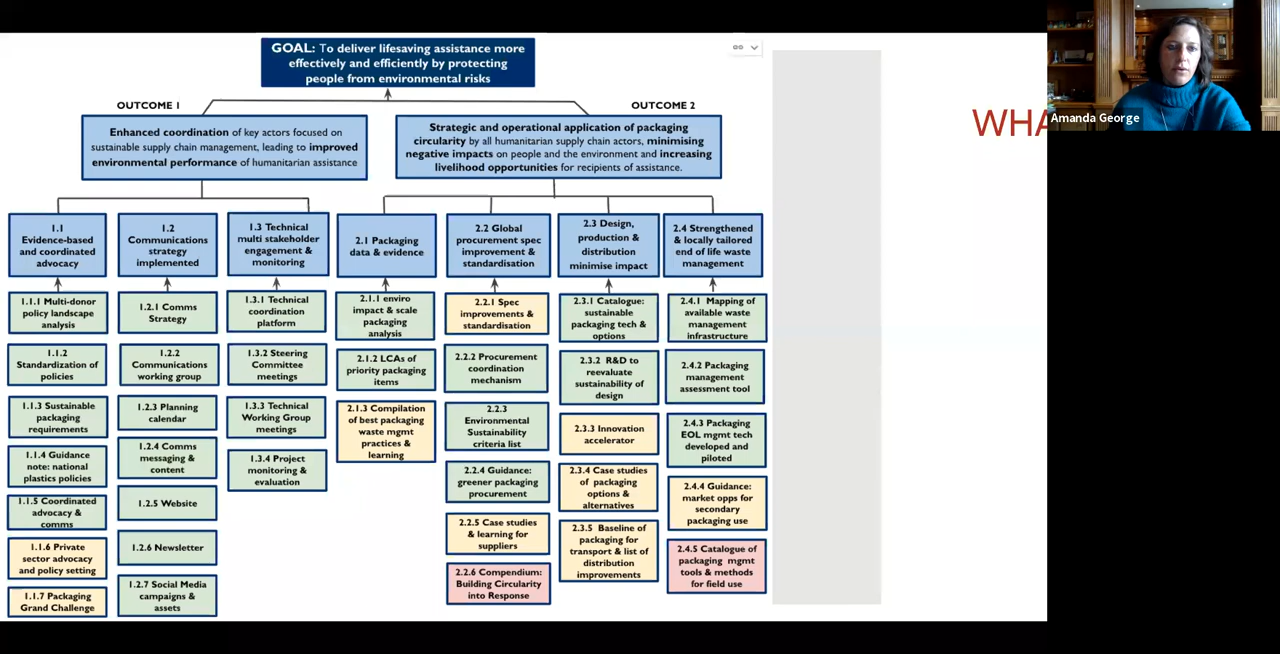 GOAL: To deliver lifesaving assistance more
effectively and efficiently by protecting
people from environmental risks
OUTCOME 1
OUTCOME 2
Enhanced coordination of key actors focused on
sustainable supply chain management, leading to improved
environmental performance of humanitarian assistance
Strategic and operational application of packaging
circularity by all humanitarian supply chain actors, minimising
negative impacts on people and the environment and increasing
livelihood opportunities for recipients of assistance.
1.1
Evidence-based
and coordinated
advocacy
1.1.1 Multi-donor
policy landscape
analysis
1.1.2
Standardization of
policies
1.1.3 Sustainable
packaging
requirements
1.1.4 Guidance
note: national
plastics policies
1.1.5 Coordinated
advocacy &
comms
1.1.6 Private
sector advocacy
and policy setting
1.1.7 Packaging
Grand Challenge
1.2
Communications
strategy
implemented
1.2.1 Comms
Strategy
1.2.2
Communications
working group
1.2.3 Planning
calendar
1.2.4 Comms
messaging &
content
1.2.5 Website
1.2.6 Newsletter
1.2.7 Social Media
campaigns &
assets
1.3 Technical
multi stakeholder
engagement &
monitoring
1.3.1 Technical
coordination
platform
1.3.2 Steering
Committee
meetings
1.3.3 Technical
Working Group
meetings
1.3.4 Project
monitoring &
evaluation
2.1 Packaging
data & evidence
2.1.1 enviro
impact & scale
packaging
analysis
2.1.2 LCAs of
priority packaging
items
2.1.3 Compilation
of best packaging
waste mgmt
practices &
learning
2.2 Global
procurement spec
improvement &
standardisation
2.2.1 Spec
improvements &
standardisation
2.2.2 Procurement
coordination
mechanism
2.2.3
Environmental
Sustainability
criteria list
2.2.4 Guidance:
greener packaging
procurement
2.2.5 Case studies
& learning for
suppliers
2.2.6 Compendium:
Building Circularity
into Response
2.3 Design,
production &
distribution
minimise impact
2.3.1 Catalogue:
sustainable
packaging tech &
options
2.3.2 R&D to
reevaluate
sustainability of
design
2.3.3 Innovation
accelerator
2.3.4 Case studies
of packaging
options &
alternatives
2.3.5 Baseline of
packaging for
transport & list of
distribution
improvements
2.4 Strengthened
& locally tailored
end of life waste
management
2.4.1 Mapping of
available waste
management
infrastructure
2.4.2 Packaging
management
assessment tool
2.4.3 Packaging
EOL mgmt tech
developed and
piloted
2.4.4 Guidance:
market opps for
secondary
packaging use
2.4.5 Catalogue of
packaging mgmt
tools & methods
for field use
Amanda George